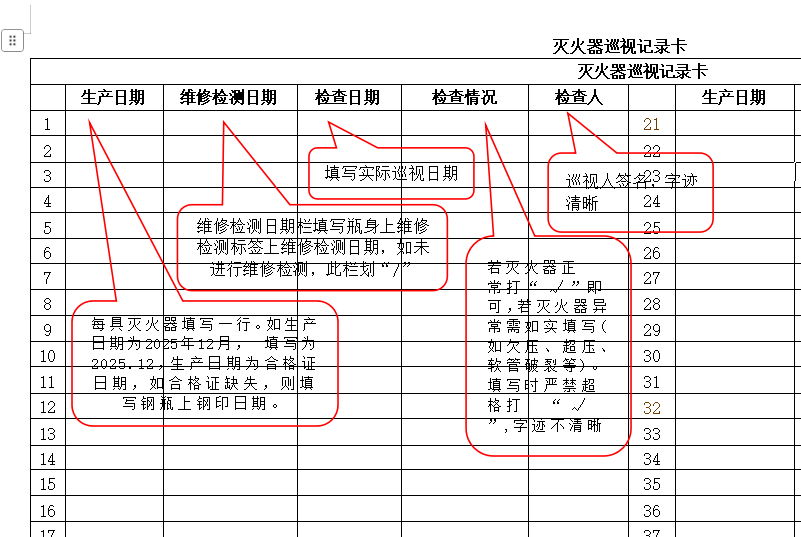 灭火器巡视记录卡
灭火器巡视记录卡
生产日期 维修检测日期 检查日期 检查情况 检查人 生产日期
1 21
2 22
3 23
4 24
5 25
6 26
7 27
8 28
9 29
10 30
11 31
12 32
13 33
14 34
15 35
16 36
17 37
填写实际巡视日期
巡视人签名，字迹
清晰
维修检测日期栏填写瓶身上维修
检测标签上维修检测日期，如未
进行维修检测，此栏划“/”
若灭火器正
常打“√”即
可,若灭火器异
常需如实填写(
如欠压、超压、
软管破裂等)。
填写时严禁超
格打 “√
”,字迹不清晰
每具灭火器填写一行。如生产
日期为2025年12月， 填写为
2025.12，生产日期为合格证
日期，如合格证缺失，则填
写钢瓶上钢印日期。